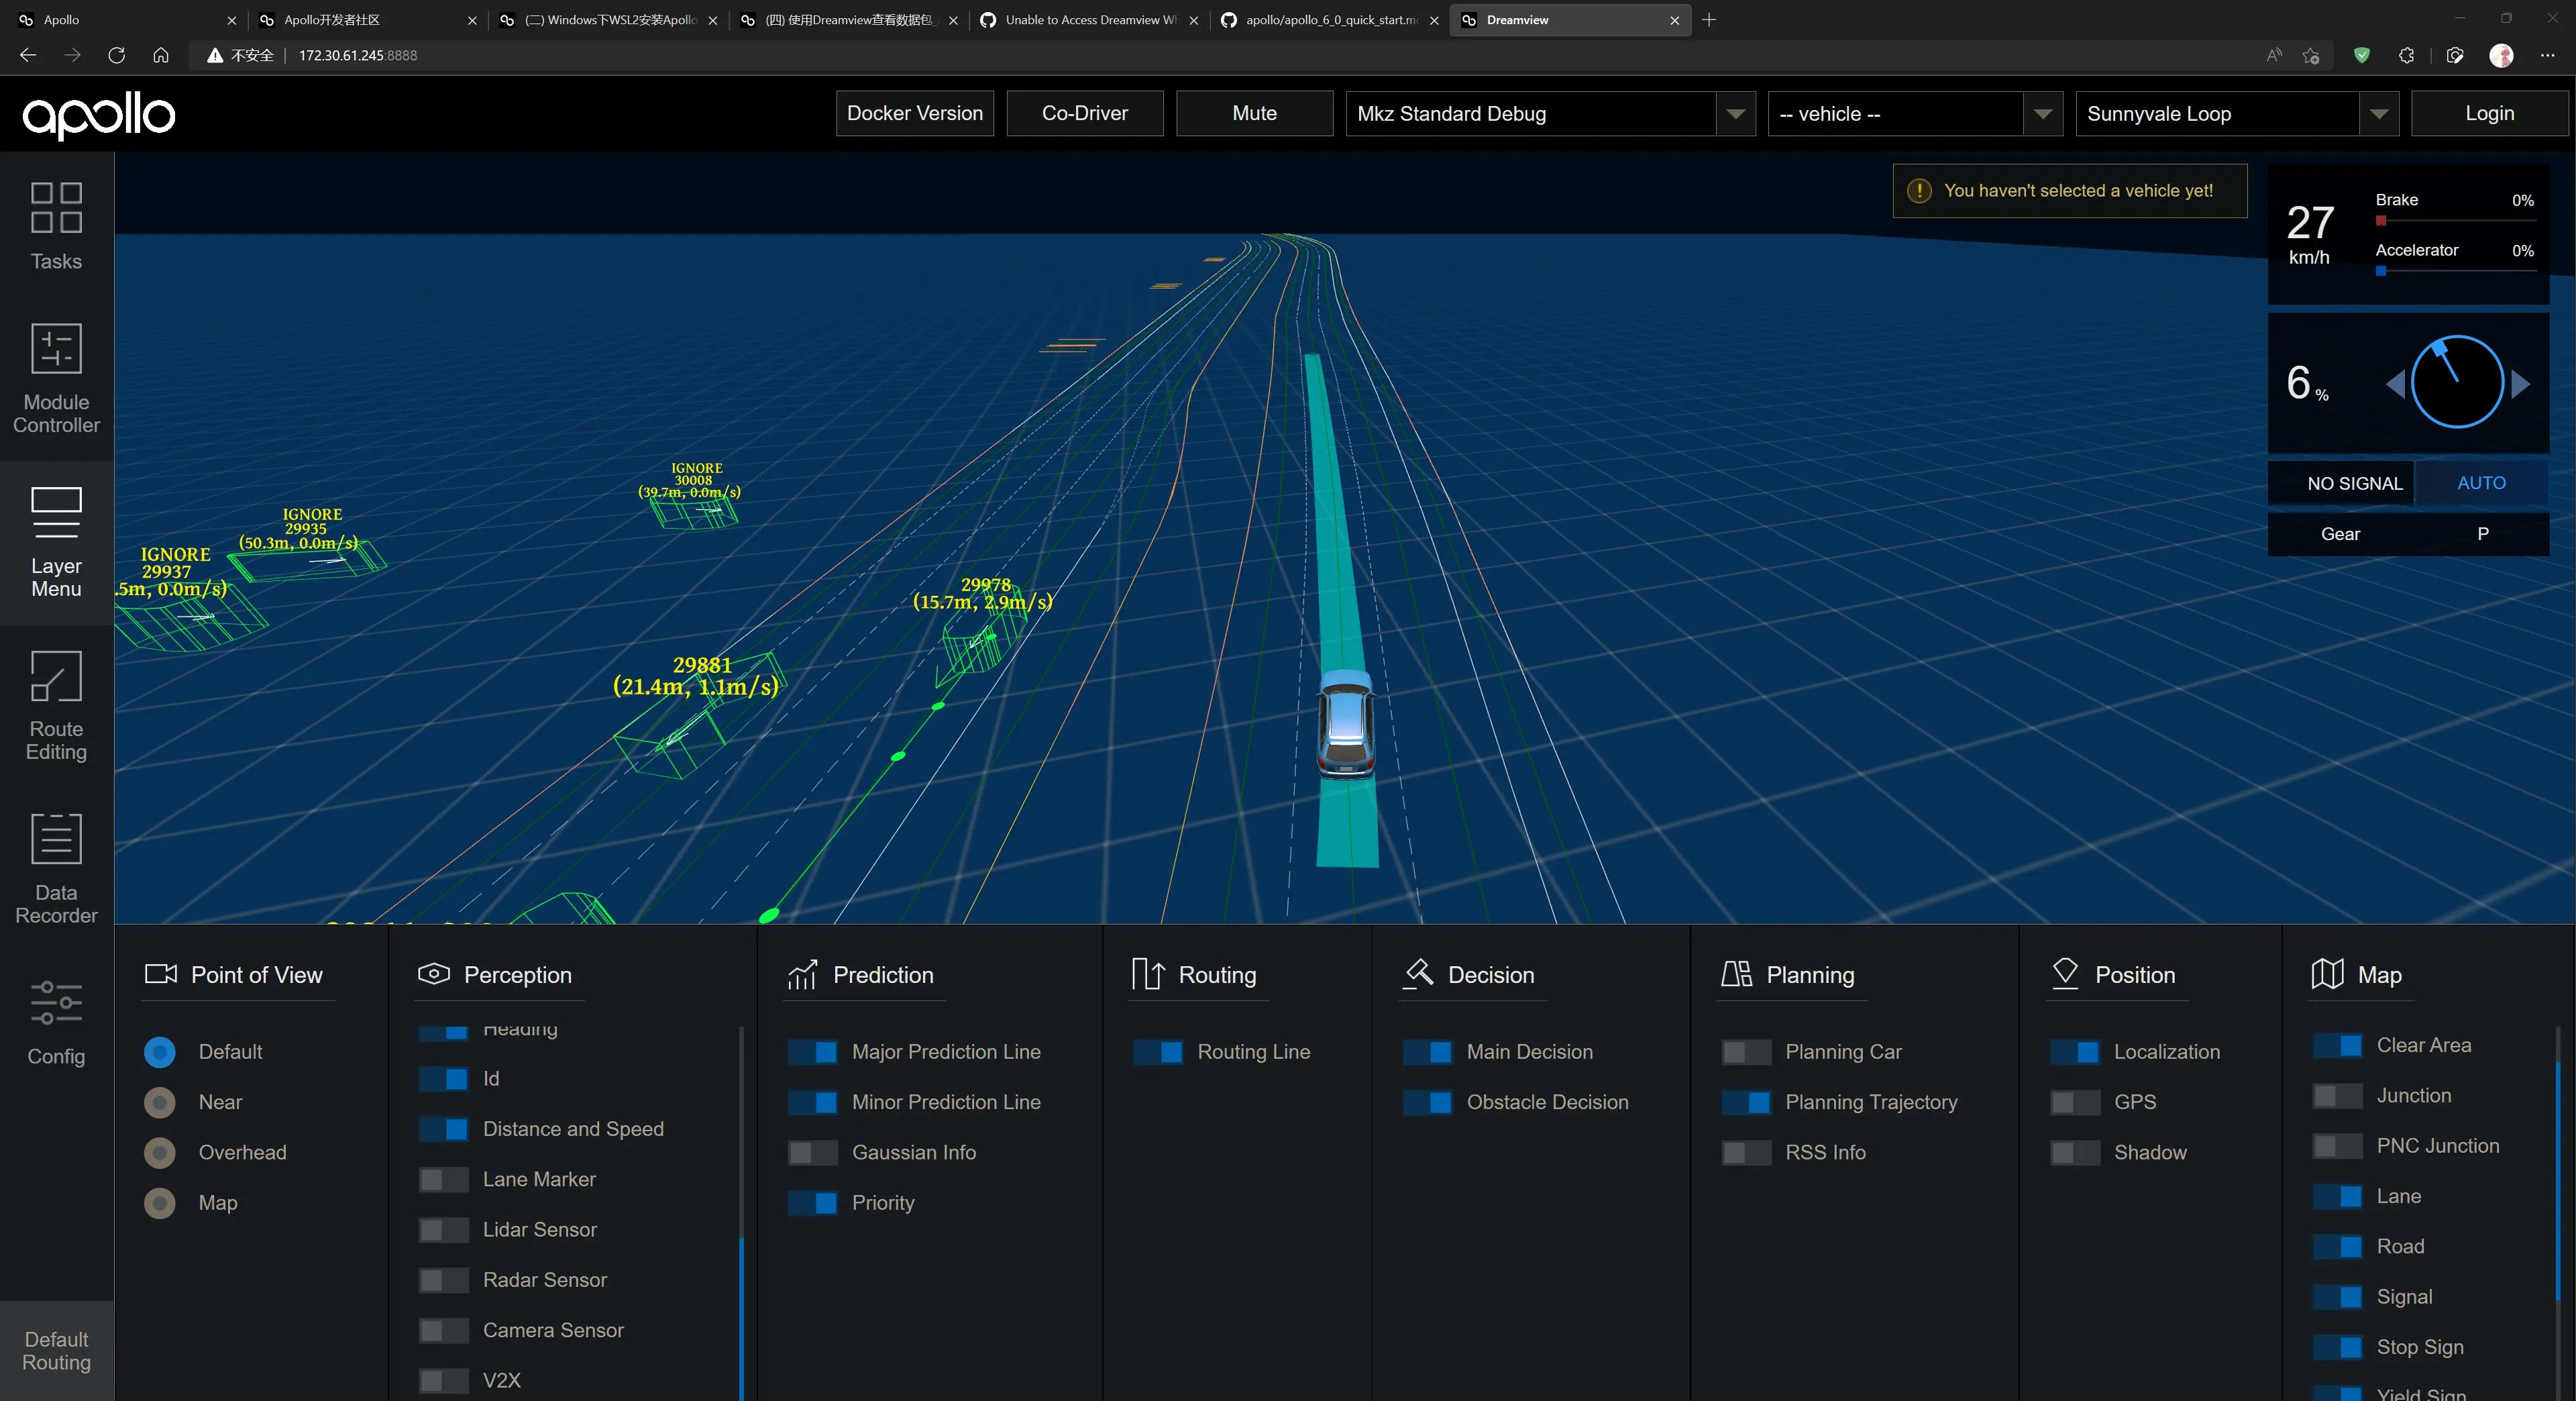 Apollo
Apollo开发者社区
(二) Windows下WSL2安装Apollo
(四) 使用Dreamview查看数据包_
Unable to Access Dreamview Wh
apollo/apollo_6_0_quick_start.m
Dreamview
不安全
172.30.61.245:8888
apollo
Docker Version
Co-Driver
Mute
Mkz Standard Debug
-- vehicle --
Sunnyvale Loop
Login
You haven't selected a vehicle yet!
27
km/h
Brake
0%
Accelerator
0%
6 %
NO SIGNAL
AUTO
Gear
P
Tasks
Module
Controller
Layer
Menu
Route
Editing
Data
Recorder
Config
Default
Routing
IGNORE
30008
(39.7m, 0.0m/s)
IGNORE
29935
(50.3m, 0.0m/s)
IGNORE
29937
.5m, 0.0m/s)
29978
(15.7m, 2.9m/s)
29881
(21.4m, 1.1m/s)
Point of View
Default
Near
Overhead
Map
Perception
Heading
Id
Distance and Speed
Lane Marker
Lidar Sensor
Radar Sensor
Camera Sensor
V2X
Prediction
Major Prediction Line
Minor Prediction Line
Gaussian Info
Priority
Routing
Routing Line
Decision
Main Decision
Obstacle Decision
Planning
Planning Car
Planning Trajectory
RSS Info
Position
Localization
GPS
Shadow
Map
Clear Area
Junction
PNC Junction
Lane
Road
Signal
Stop Sign
Yield Sign